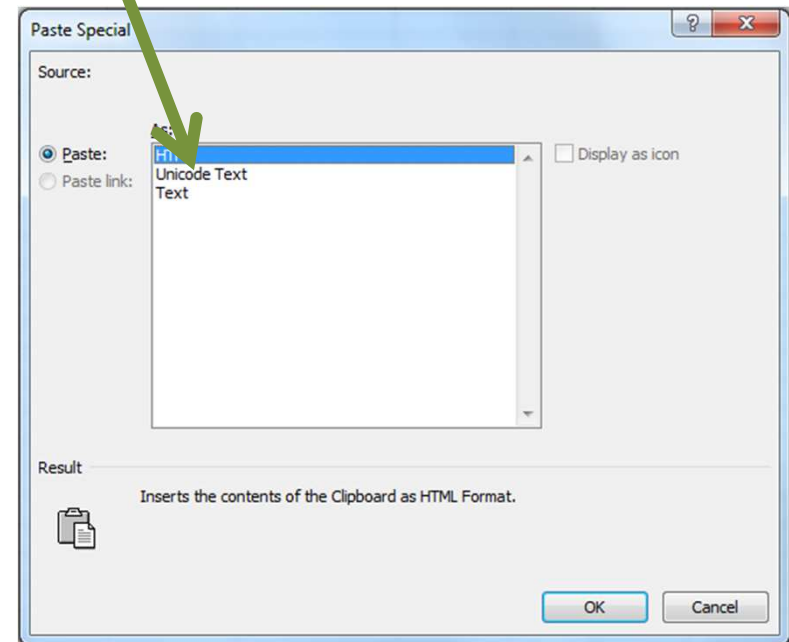 Paste Special
Source:
As:
Paste:
Paste link:
Unicode Text
Text
Display as icon
Result
Inserts the contents of the Clipboard as HTML Format.
OK
Cancel